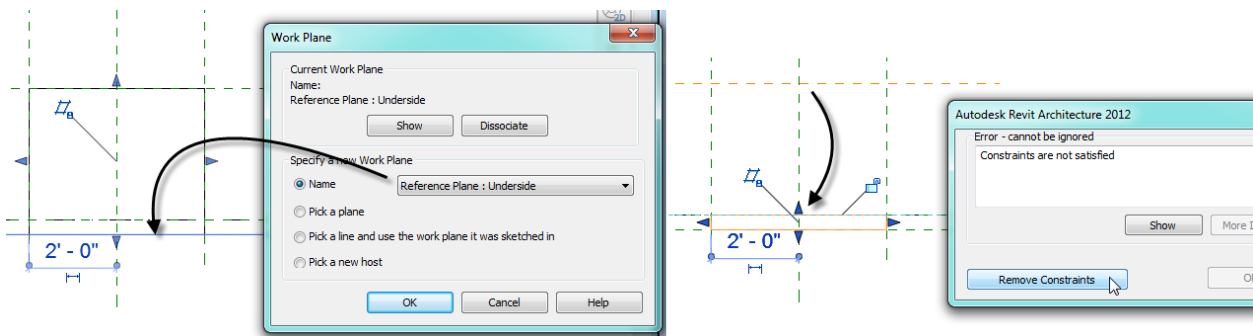 2D
Work Plane
Current Work Plane
Name:
Reference Plane : Underside
Show
Dissociate
Specify a new Work Plane
Name
Reference Plane : Underside
Pick a plane
Pick a line and use the work plane it was sketched in
Pick a new host
OK
Cancel
Help
2' - 0"
Autodesk Revit Architecture 2012
Error - cannot be ignored
Constraints are not satisfied
Show
More I
Remove Constraints
2' - 0"